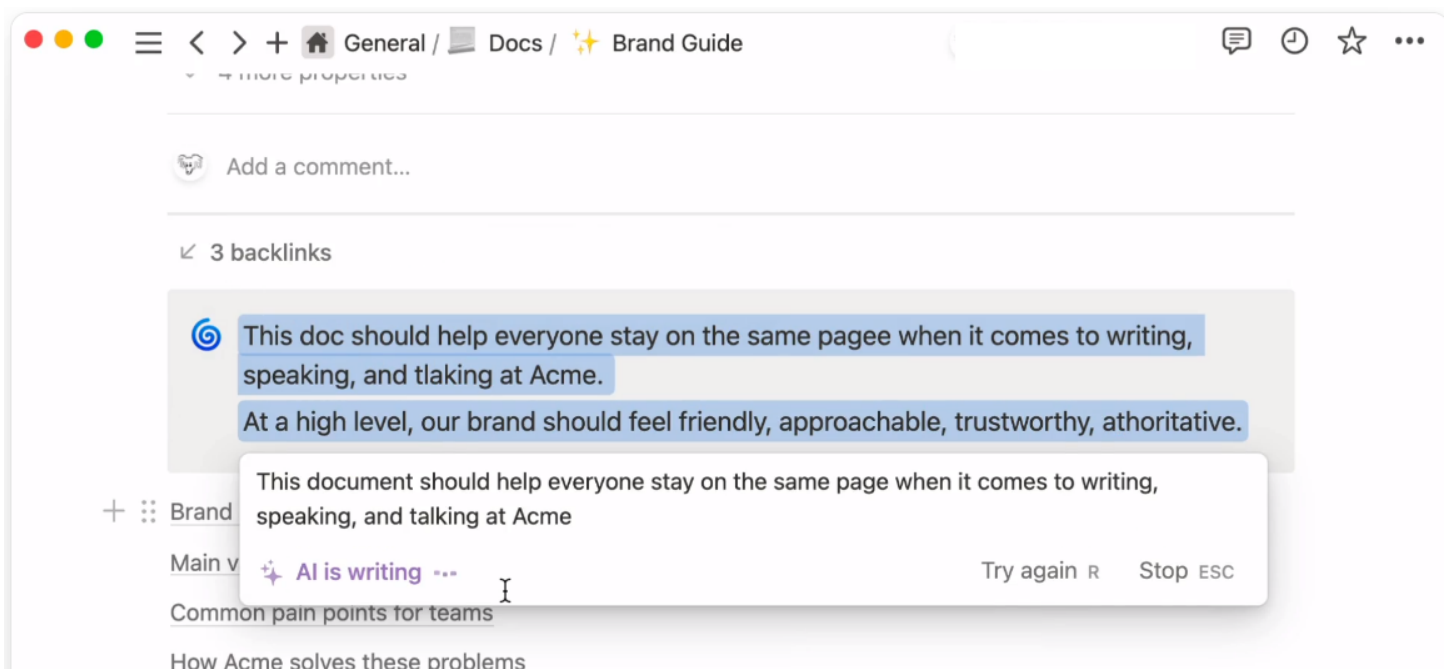 General / Docs / Brand Guide
4 more properties
Add a comment...
3 backlinks
This doc should help everyone stay on the same pagee when it comes to writing,
speaking, and tlaking at Acme.
At a high level, our brand should feel friendly, approachable, trustworthy, athoritative.
This document should help everyone stay on the same page when it comes to writing,
speaking, and talking at Acme
AI is writing
Try again R Stop ESC
Brand
Main v
Common pain points for teams
How Acme solves these problems